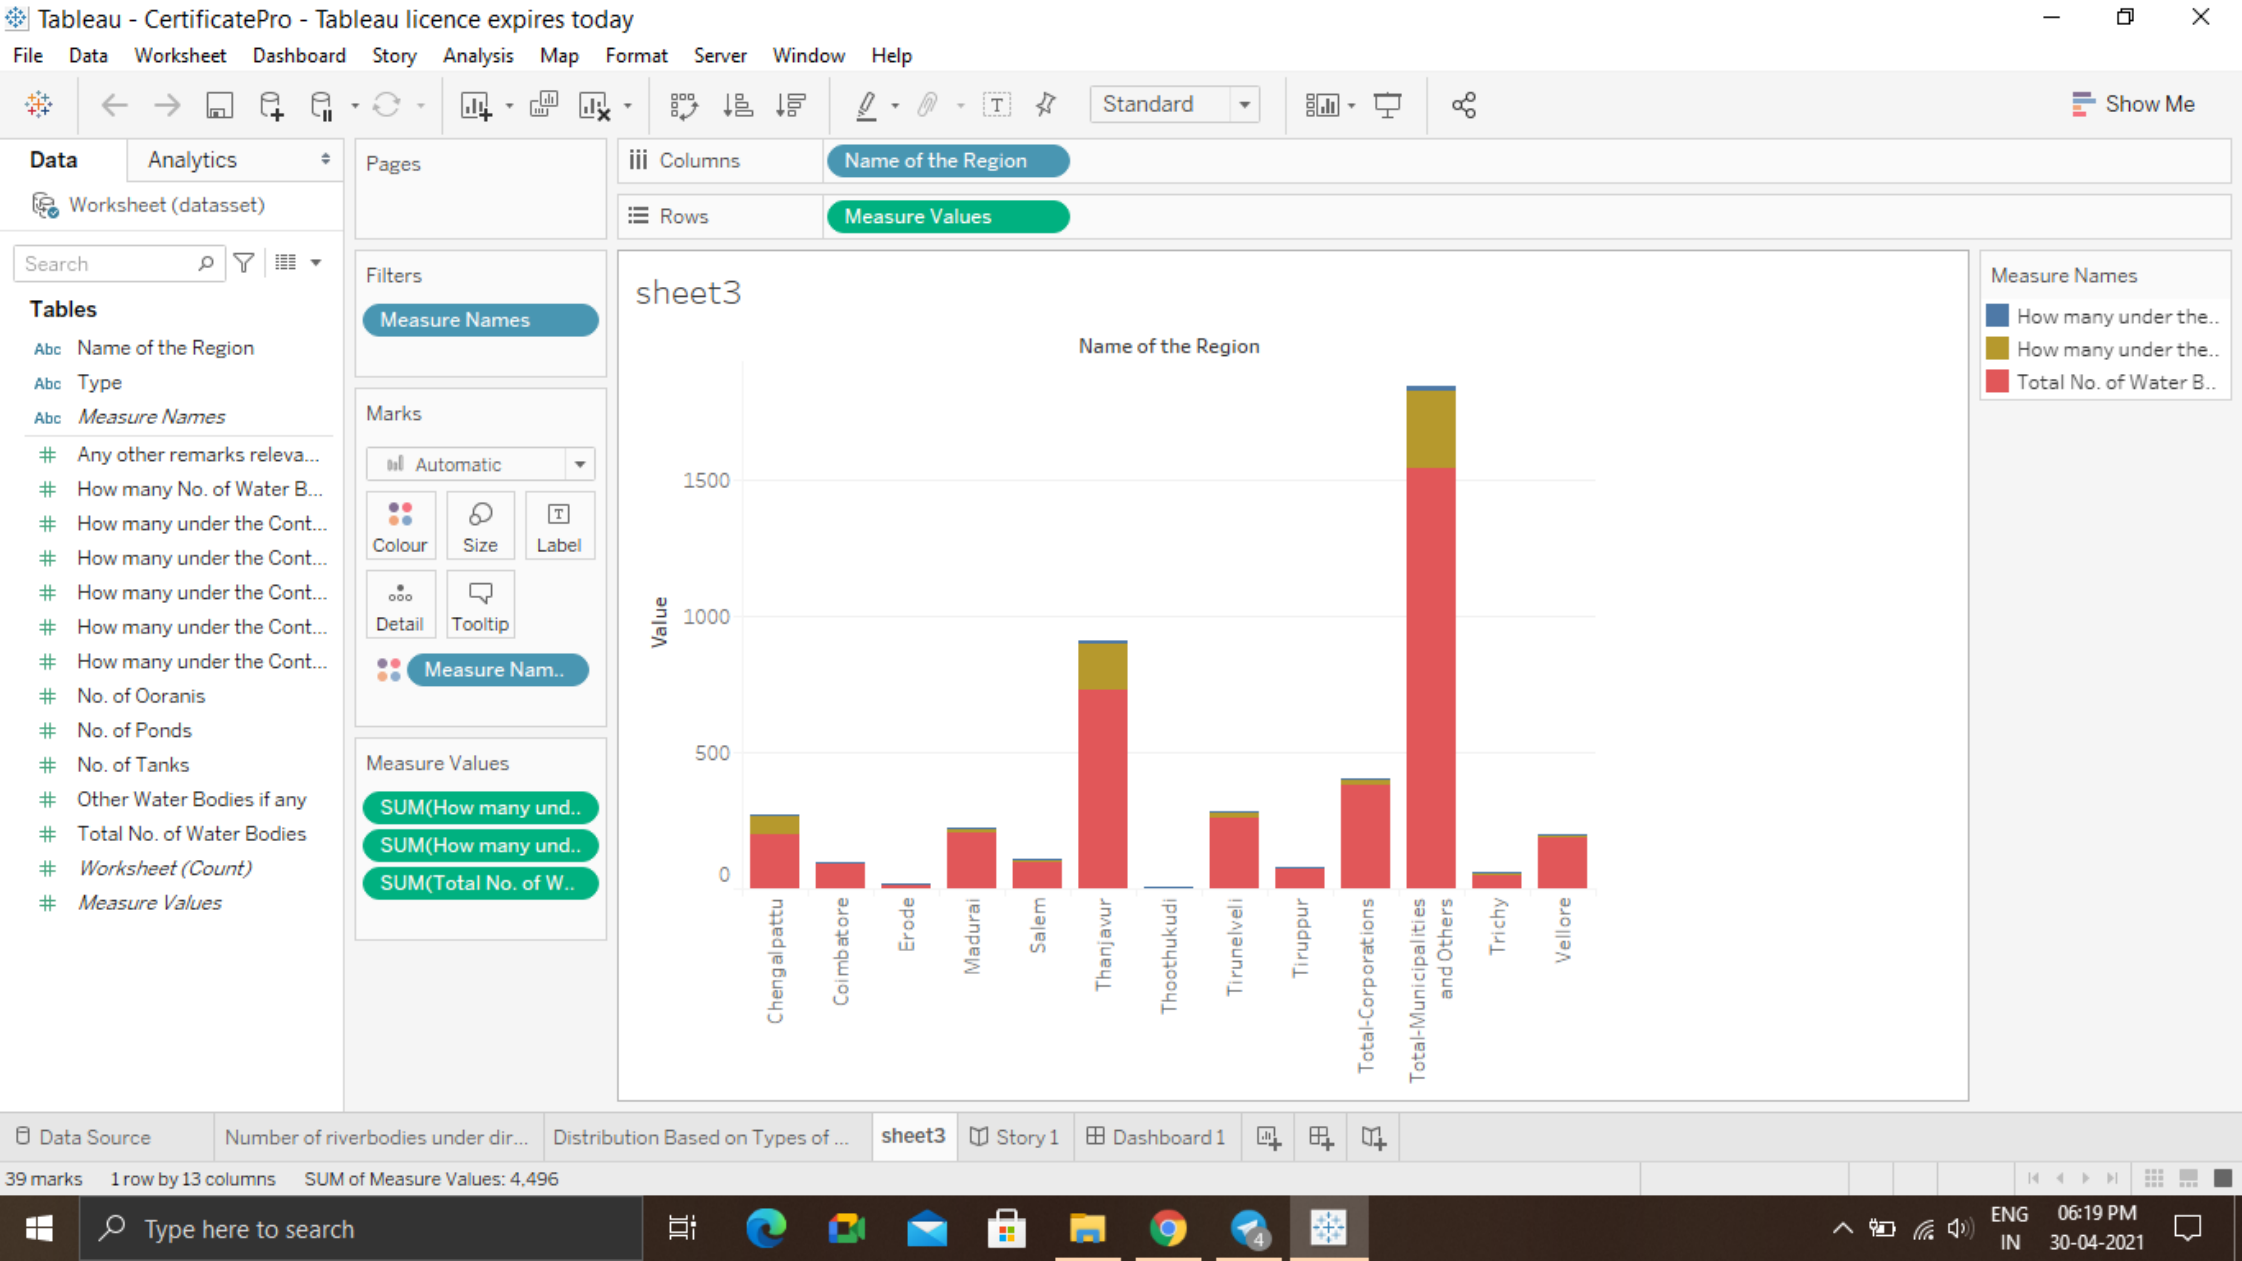 Tableau - CertificatePro - Tableau licence expires today
File Data Worksheet Dashboard Story Analysis Map Format Server Window Help
Standard
Show Me
Data Analytics
Worksheet (datasset)
Search
Tables
Abc Name of the Region
Abc Type
Abc Measure Names
# Any other remarks releva...
# How many No. of Water B...
# How many under the Cont...
# How many under the Cont...
# How many under the Cont...
# How many under the Cont...
# How many under the Cont...
# No. of Ooranis
# No. of Ponds
# No. of Tanks
# Other Water Bodies if any
# Total No. of Water Bodies
# Worksheet (Count)
# Measure Values
Pages
Filters
Measure Names
Marks
Automatic
Colour Size Label
Detail Tooltip
Measure Nam..
Measure Values
SUM(How many und..
SUM(How many und..
SUM(Total No. of W..
Columns Name of the Region
Rows Measure Values
sheet3
Name of the Region
Value
1500
1000
500
0
Chengalpattu
Coimbatore
Erode
Madurai
Salem
Thanjavur
Thoothukudi
Tirunelveli
Tiruppur
Total-Corporations
Total-Municipalities
and Others
Trichy
Vellore
Measure Names
How many under the..
How many under the..
Total No. of Water B..
Data Source Number of riverbodies under dir... Distribution Based on Types of ... sheet3 Story 1 Dashboard 1
39 marks 1 row by 13 columns SUM of Measure Values: 4,496
Type here to search
4
ENG
IN
06:19 PM
30-04-2021